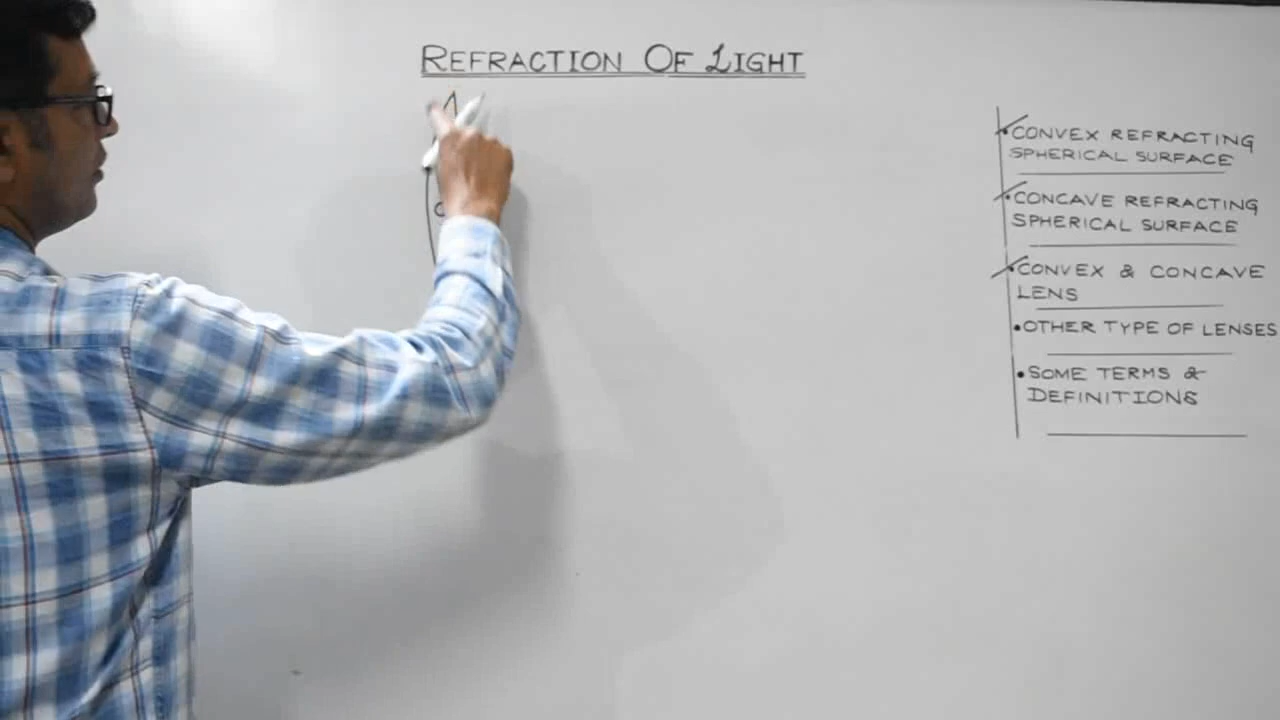 REFRACTION OF LIGHT
• CONVEX REFRACTING
SPHERICAL SURFACE
• CONCAVE REFRACTING
SPHERICAL SURFACE
• CONVEX & CONCAVE
LENS
• OTHER TYPE OF LENSES
• SOME TERMS &
DEFINITIONS